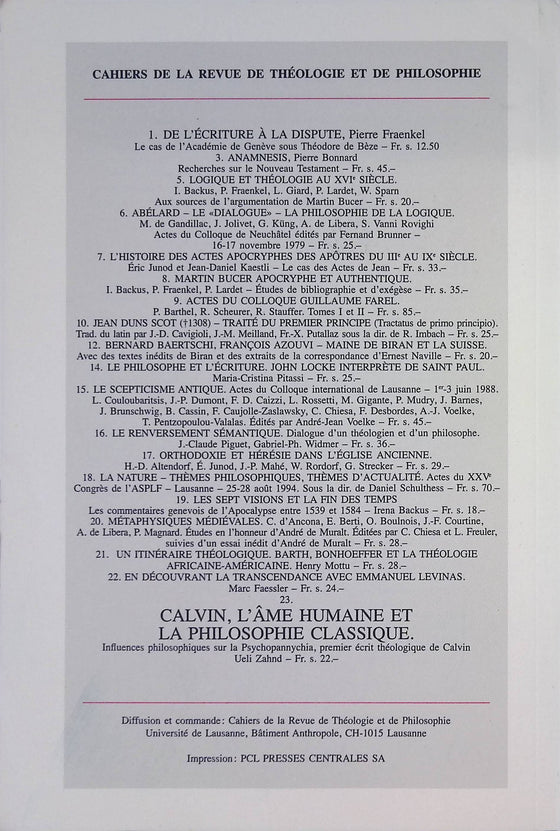 CAHIERS DE LA REVUE DE THÉOLOGIE ET DE PHILOSOPHIE
1. DE L'ÉCRITURE À LA DISPUTE, Pierre Fraenkel
Le cas de l'Académie de Genève sous Théodore de Bèze – Fr. s. 12.50
3. ANAMNESIS, Pierre Bonnard
Recherches sur le Nouveau Testament – Fr. s. 45.–
5. LOGIQUE ET THÉOLOGIE AU XVIᵉ SIÈCLE.
I. Backus, P. Fraenkel, L. Giard, P. Lardet, W. Sparn
Aux sources de l'argumentation de Martin Bucer – Fr. s. 20.–
6. ABÉLARD – LE «DIALOGUE» – LA PHILOSOPHIE DE LA LOGIQUE.
M. de Gandillac, J. Jolivet, G. Küng, A. de Libera, S. Vanni Rovighi
Actes du Colloque de Neuchâtel édités par Fernand Brunner –
16-17 novembre 1979 – Fr. s. 25.–
7. L'HISTOIRE DES ACTES APOCRYPHES DES APÔTRES DU IIIᵉ AU IXᵉ SIÈCLE.
Éric Junod et Jean-Daniel Kaestli – Le cas des Actes de Jean – Fr. s. 33.–
8. MARTIN BUCER APOCRYPHE ET AUTHENTIQUE.
I. Backus, P. Fraenkel, P. Lardet – Études de bibliographie et d'exégèse – Fr. s. 35.–
9. ACTES DU COLLOQUE GUILLAUME FAREL.
P. Barthel, R. Scheurer, R. Stauffer. Tomes I et II – Fr. s. 85.–
10. JEAN DUNS SCOT (†1308) – TRAITÉ DU PREMIER PRINCIPE (Tractatus de primo principio).
Trad. du latin par J.-D. Cavigioli, J.-M. Meilland, Fr.-X. Putallaz sous la dir. de R. Imbach – Fr. s. 25.–
12. BERNARD BAERTSCHI, FRANÇOIS AZOUVI – MAINE DE BIRAN ET LA SUISSE.
Avec des textes inédits de Biran et des extraits de la correspondance d'Ernest Naville – Fr. s. 20.–
14. LE PHILOSOPHE ET L'ÉCRITURE. JOHN LOCKE INTERPRÈTE DE SAINT PAUL.
Maria-Cristina Pitassi – Fr. s. 25.–
15. LE SCEPTICISME ANTIQUE. Actes du Colloque international de Lausanne – 1ᵉʳ-3 juin 1988.
L. Couloubaritsis, J.-P. Dumont, F. D. Caizzi, L. Rossetti, M. Gigante, P. Mudry, J. Barnes,
J. Brunschwig, B. Cassin, F. Caujolle-Zaslawsky, C. Chiesa, F. Desbordes, A.-J. Voelke,
T. Pentzopoulou-Valalas. Édités par André-Jean Voelke – Fr. s. 45.–
16. LE RENVERSEMENT SÉMANTIQUE. Dialogue d'un théologien et d'un philosophe.
J.-Claude Piguet, Gabriel-Ph. Widmer – Fr. s. 36.–
17. ORTHODOXIE ET HÉRÉSIE DANS L'ÉGLISE ANCIENNE.
H.-D. Altendorf, É. Junod, J.-P. Mahé, W. Rordorf, G. Strecker – Fr. s. 29.–
18. LA NATURE – THÈMES PHILOSOPHIQUES, THÈMES D'ACTUALITÉ. Actes du XXVᵉ
Congrès de l'ASPLF – Lausanne – 25-28 août 1994. Sous la dir. de Daniel Schulthess – Fr. s. 70.–
19. LES SEPT VISIONS ET LA FIN DES TEMPS
Les commentaires genevois de l'Apocalypse entre 1539 et 1584 – Irena Backus – Fr. s. 18.–
20. MÉTAPHYSIQUES MÉDIÉVALES. C. d'Ancona, E. Berti, O. Boulnois, J.-F. Courtine,
A. de Libera, P. Magnard. Études en l'honneur d'André de Muralt. Éditées par C. Chiesa et L. Freuler,
suivies d'un essai inédit d'André de Muralt – Fr. s. 28.–
21. UN ITINÉRAIRE THÉOLOGIQUE. BARTH, BONHOEFFER ET LA THÉOLOGIE
AFRICAINE-AMÉRICAINE. Henry Mottu – Fr. s. 28.–
22. EN DÉCOUVRANT LA TRANSCENDANCE AVEC EMMANUEL LEVINAS.
Marc Faessler – Fr. s. 24.–
23.
CALVIN, L'ÂME HUMAINE ET
LA PHILOSOPHIE CLASSIQUE.
Influences philosophiques sur la Psychopannychia, premier écrit théologique de Calvin
Ueli Zahnd – Fr. s. 22.–
Diffusion et commande: Cahiers de la Revue de Théologie et de Philosophie
Université de Lausanne, Bâtiment Anthropole, CH-1015 Lausanne
Impression: PCL PRESSES CENTRALES SA